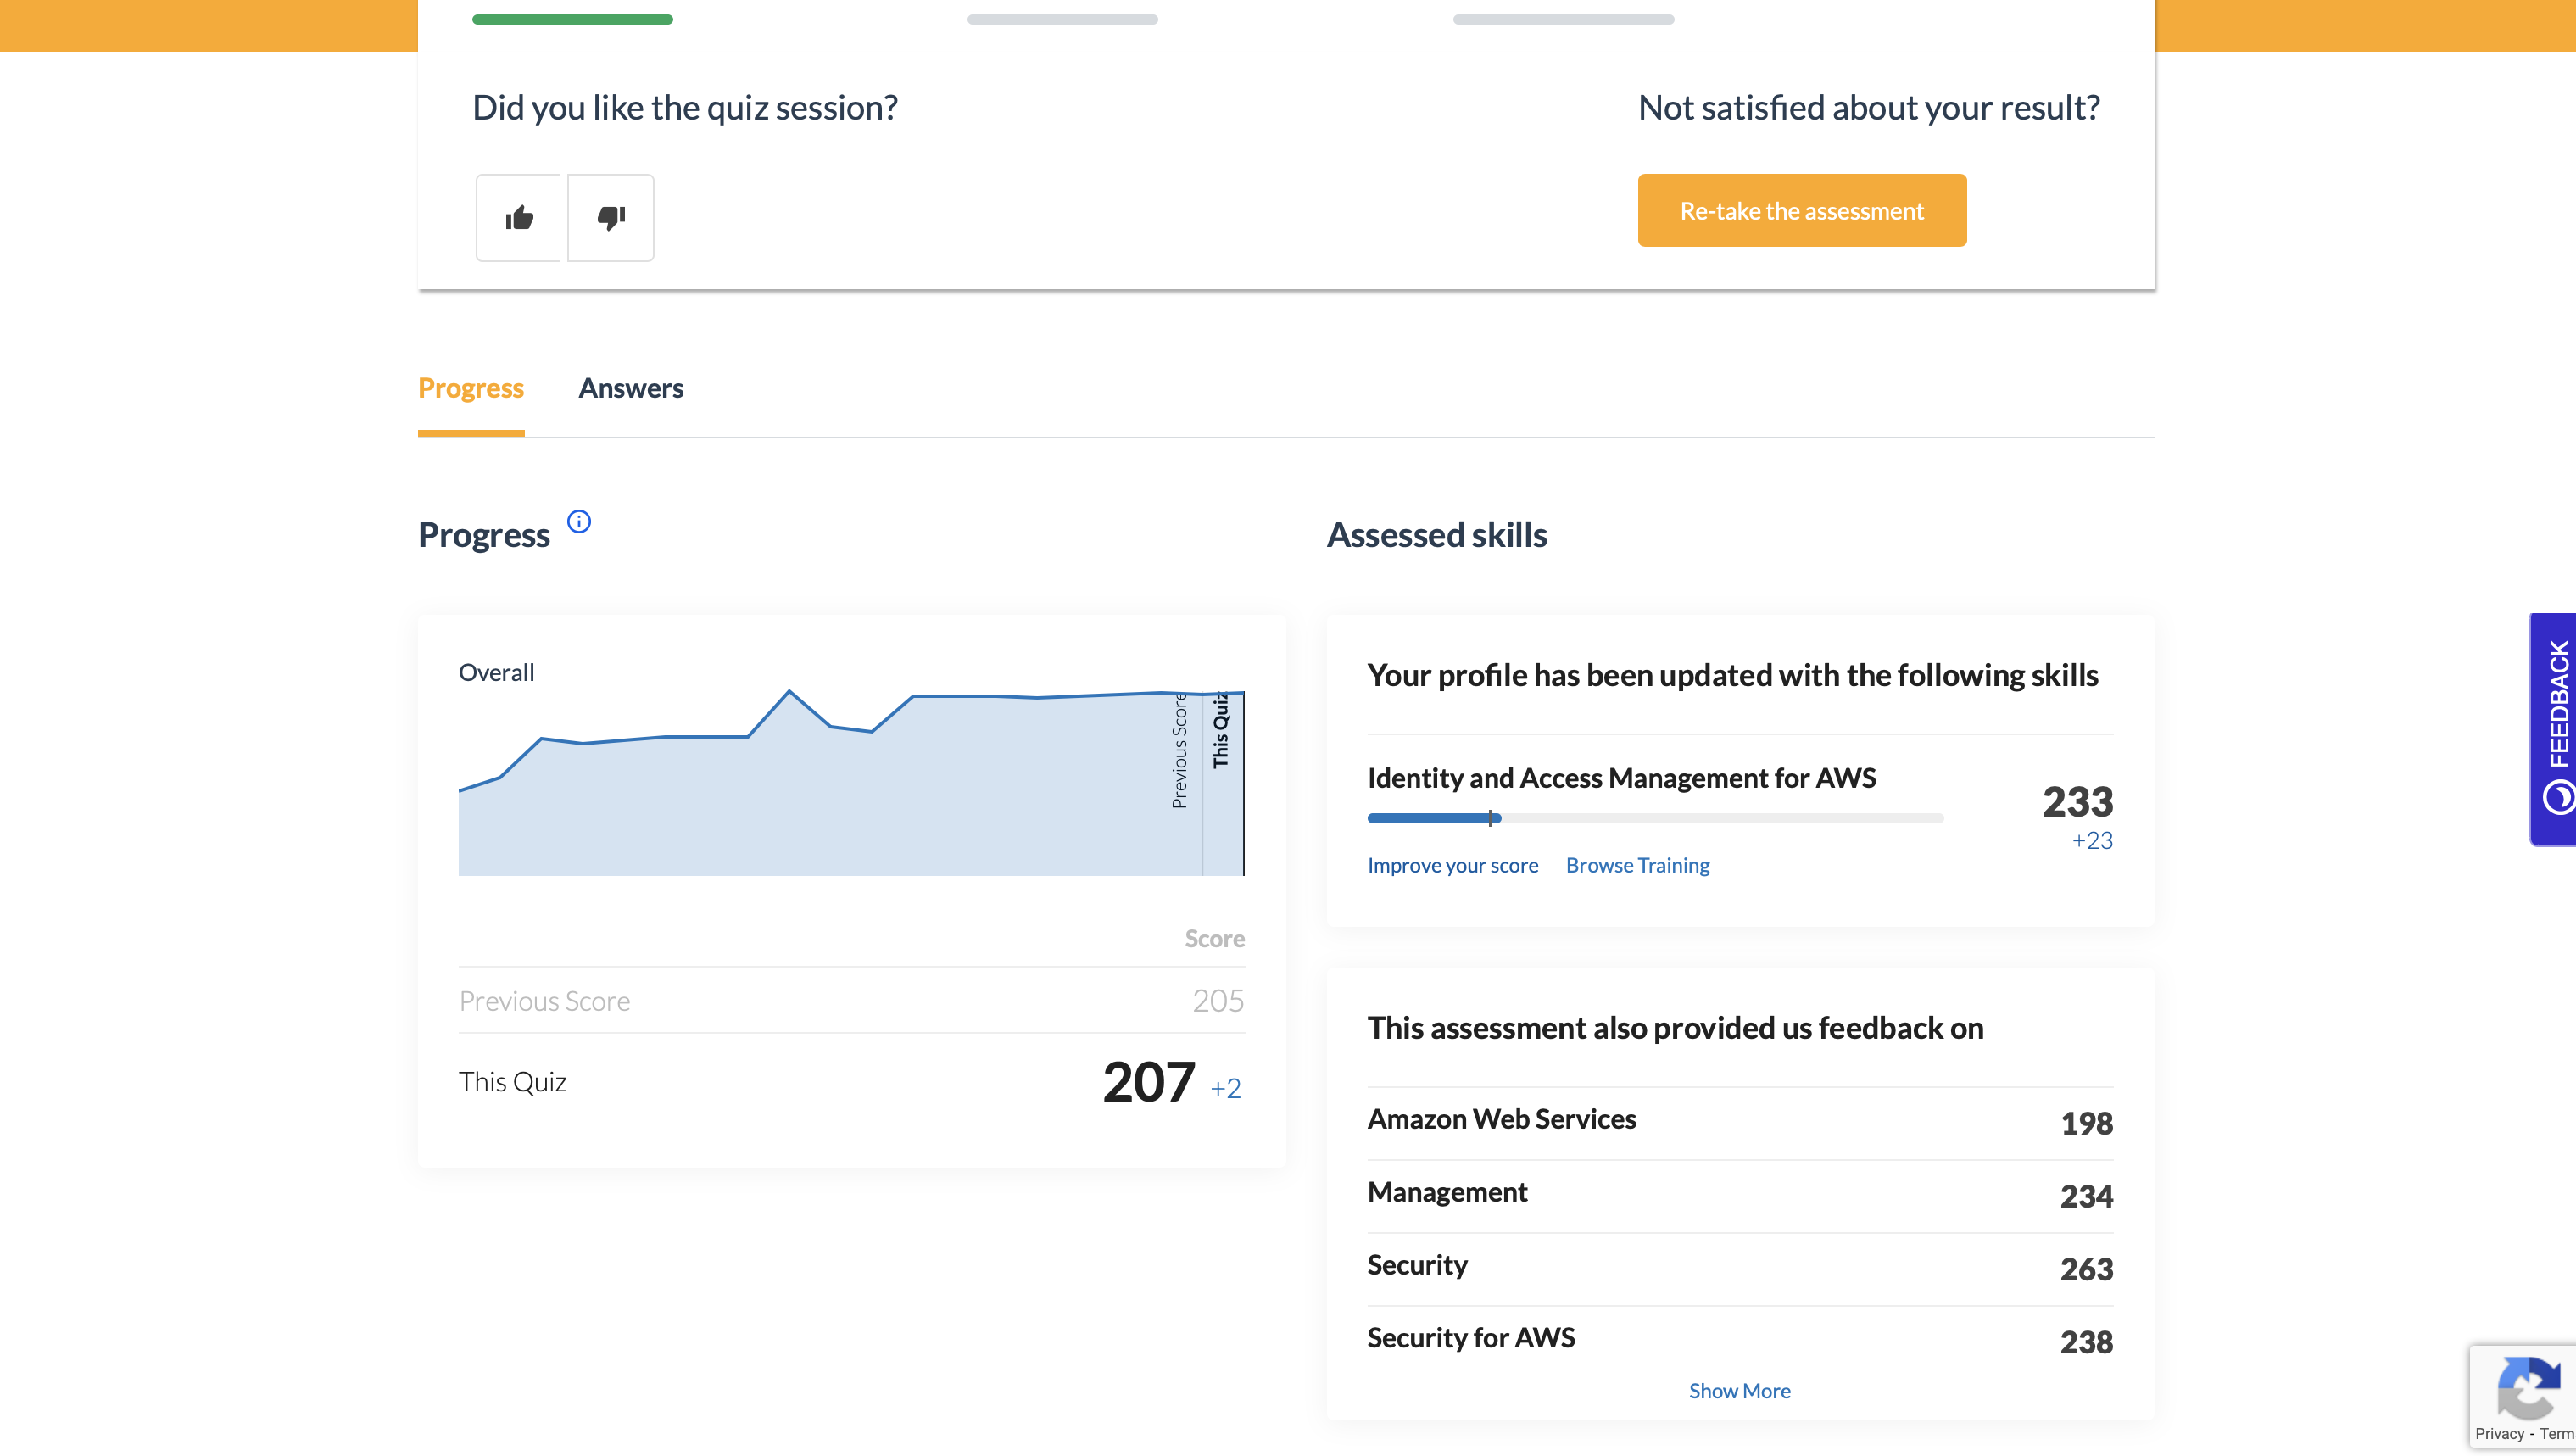 Did you like the quiz session?
Not satisfied about your result?
Re-take the assessment
Progress
Answers
Progress
Assessed skills
Overall
Previous Score
This Quiz
Score
Previous Score 205
This Quiz 207 +2
Your profile has been updated with the following skills
Identity and Access Management for AWS
233
+23
Improve your score Browse Training
This assessment also provided us feedback on
Amazon Web Services 198
Management 234
Security 263
Security for AWS 238
Show More
FEEDBACK
Privacy - Term